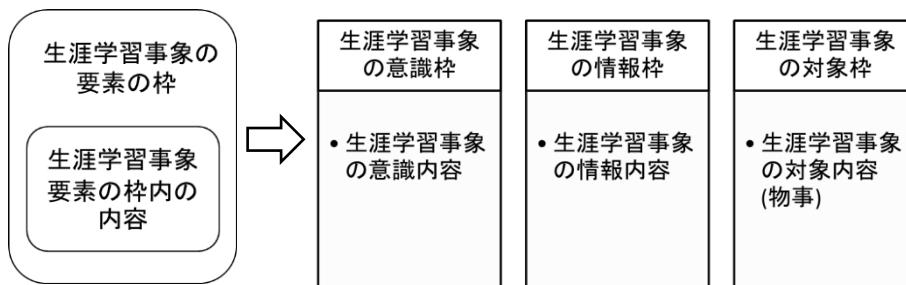 生涯学習事象の
要素の枠
生涯学習事象
要素の枠内の
内容
生涯学習事象
の意識枠
• 生涯学習事象
の意識内容
生涯学習事象
の情報枠
• 生涯学習事象
の情報内容
生涯学習事象
の対象枠
• 生涯学習事象
の対象内容
(物事)